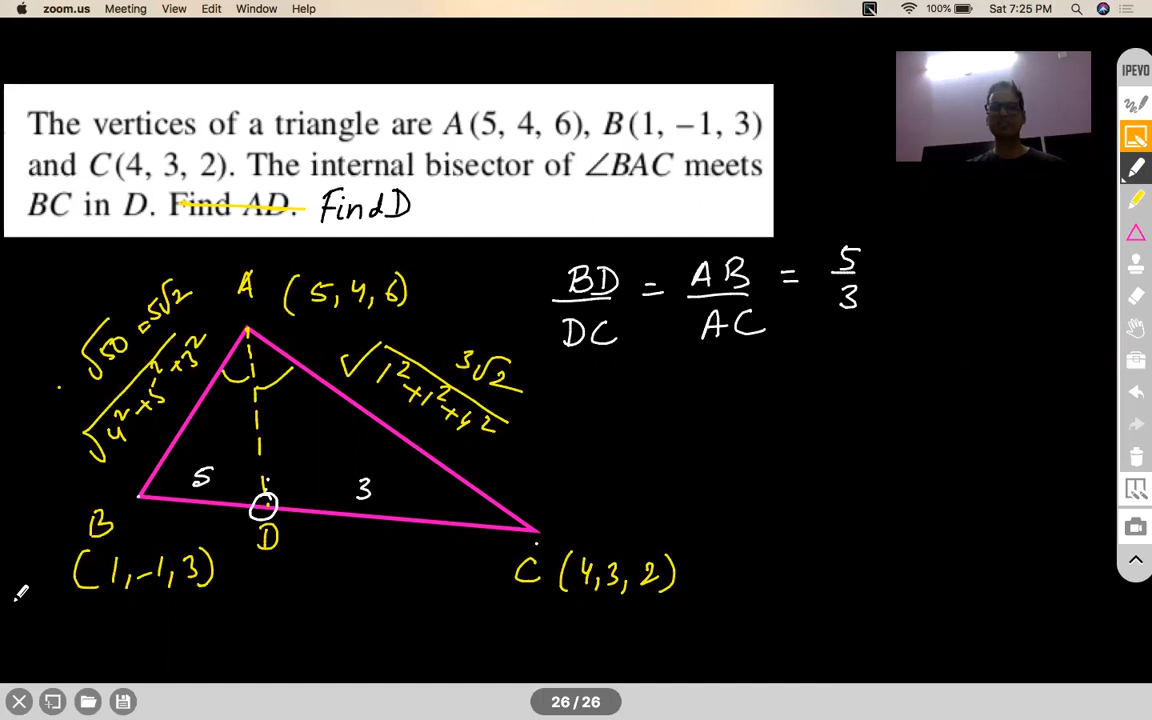 zoom.us Meeting View Edit Window Help 100% Sat 7:25 PM
IPEVO
The vertices of a triangle are A(5, 4, 6), B(1, −1, 3)
and C(4, 3, 2). The internal bisector of ∠BAC meets
BC in D. Find AD. Find D
BD/DC = AB/AC = 5/3
A (5, 4, 6)
√50 = 5√2
√4²+5²+3²
3√2
√1²+1²+4²
5
3
B
D
(1, -1, 3)
C (4, 3, 2)
26 / 26